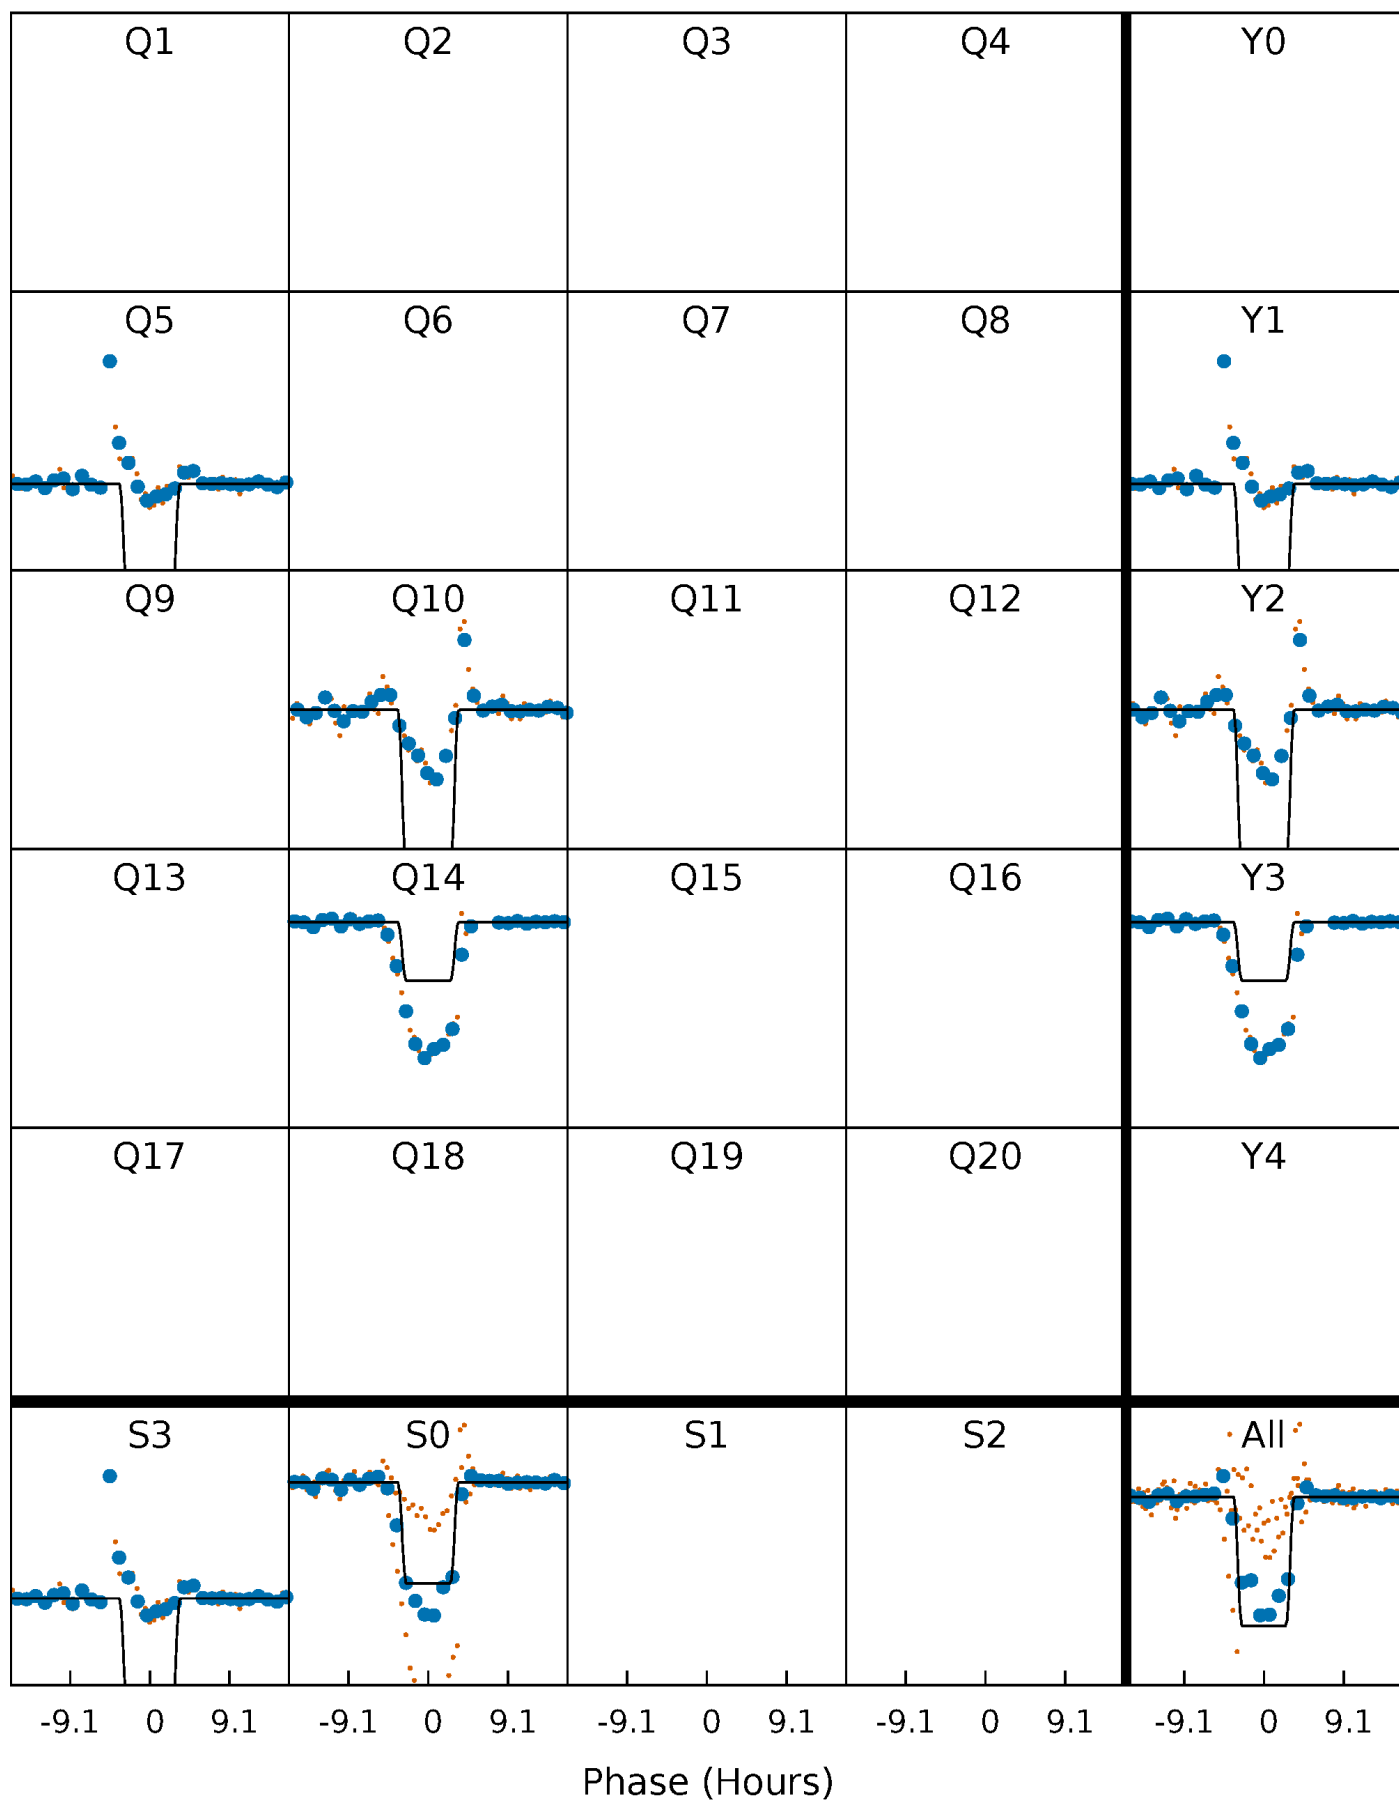 Q1 Q2 Q3 Q4 Y0
Q5 Q6 Q7 Q8 Y1
Q9 Q10 Q11 Q12 Y2
Q13 Q14 Q15 Q16 Y3
Q17 Q18 Q19 Q20 Y4
S3 S0 S1 S2 All
-9.1 0 9.1 -9.1 0 9.1 -9.1 0 9.1 -9.1 0 9.1 -9.1 0 9.1
Phase (Hours)